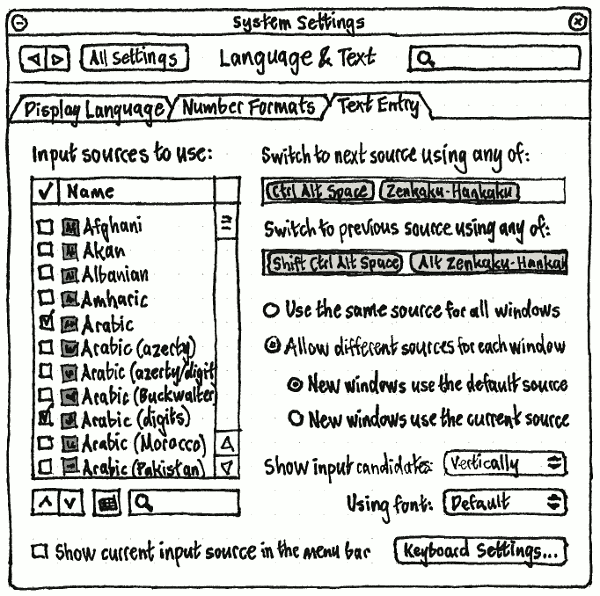 System Settings
All Settings
Language & Text
Display Language
Number Formats
Text Entry
Input sources to use:
Name
Afghani
Akan
Albanian
Amharic
Arabic
Arabic (azerty)
Arabic (azerty/digit
Arabic (Buckwalter)
Arabic (digits)
Arabic (Morocco)
Arabic (Pakistan)
Switch to next source using any of:
Ctrl Alt Space
Zenkaku-Hankaku
Switch to previous source using any of:
Shift Ctrl Alt Space
Alt Zenkaku-Hankak
Use the same source for all windows
Allow different sources for each window
New windows use the default source
New windows use the current source
Show input candidates: Vertically
Using font: Default
Show current input source in the menu bar
Keyboard Settings...